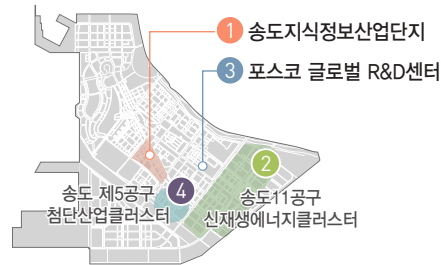 1 송도지식정보산업단지
3 포스코 글로벌 R&D센터
2
4
송도 제5공구
첨단산업클러스터
송도11공구
신재생에너지클러스터